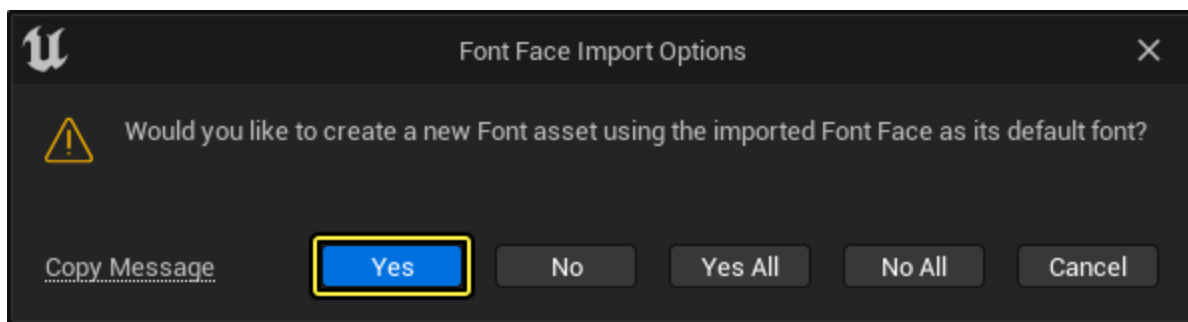 Font Face Import Options
Would you like to create a new Font asset using the imported Font Face as its default font?
Copy Message Yes No Yes All No All Cancel